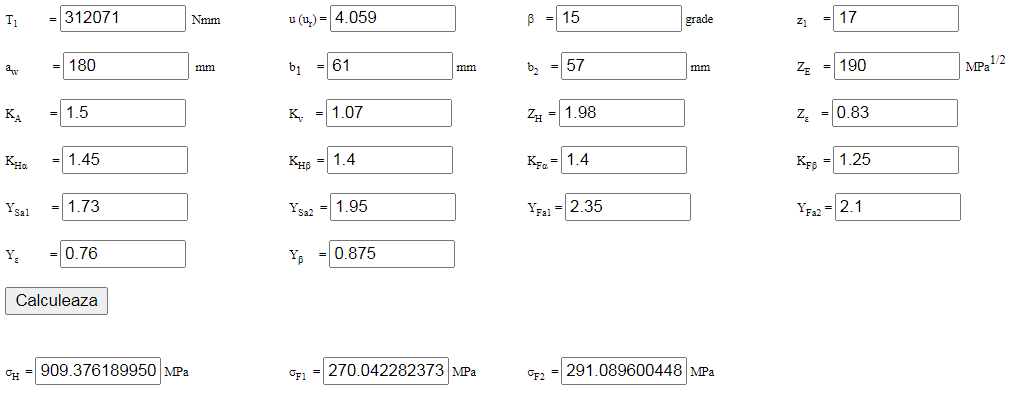 T1 = 312071 Nmm u (ur) = 4.059 β = 15 grade z1 = 17
aw = 180 mm b1 = 61 mm b2 = 57 mm ZE = 190 MPa1/2
KA = 1.5 Kv = 1.07 ZH = 1.98 Zε = 0.83
KHα = 1.45 KHβ = 1.4 KFα = 1.4 KFβ = 1.25
YSa1 = 1.73 YSa2 = 1.95 YFa1 = 2.35 YFa2 = 2.1
Yε = 0.76 Yβ = 0.875
Calculeaza
σH = 909.376189950 MPa σF1 = 270.042282373 MPa σF2 = 291.089600448 MPa